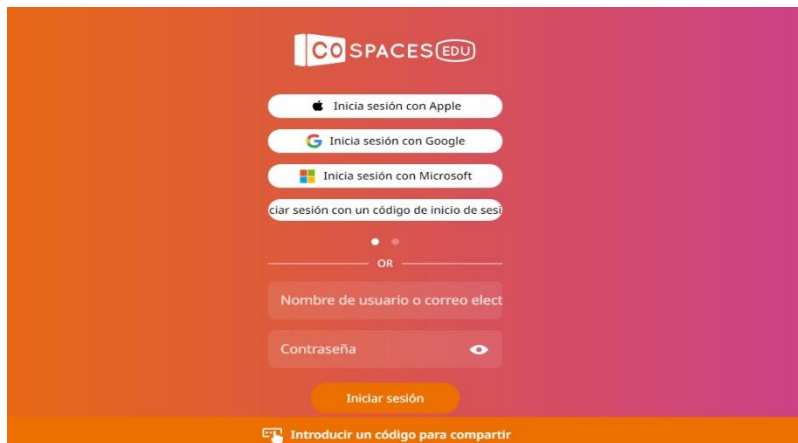 CO SPACES EDU
Inicia sesión con Apple
Inicia sesión con Google
Inicia sesión con Microsoft
ciar sesión con un código de inicio de sesi
OR
Nombre de usuario o correo elect
Contraseña
Iniciar sesión
Introducir un código para compartir